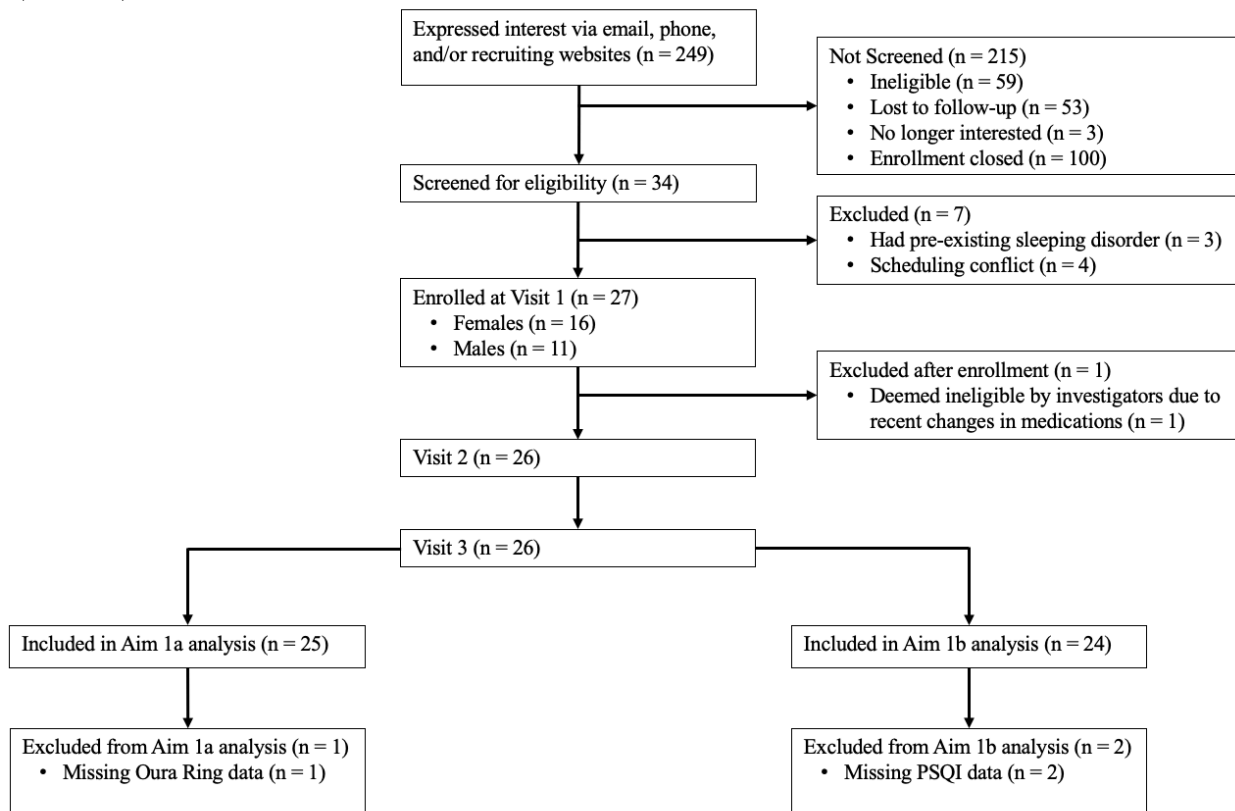 Expressed interest via email, phone,
and/or recruiting websites (n = 249)
Not Screened (n = 215)
• Ineligible (n = 59)
• Lost to follow-up (n = 53)
• No longer interested (n = 3)
• Enrollment closed (n = 100)
Screened for eligibility (n = 34)
Excluded (n = 7)
• Had pre-existing sleeping disorder (n = 3)
• Scheduling conflict (n = 4)
Enrolled at Visit 1 (n = 27)
• Females (n = 16)
• Males (n = 11)
Excluded after enrollment (n = 1)
• Deemed ineligible by investigators due to
recent changes in medications (n = 1)
Visit 2 (n = 26)
Visit 3 (n = 26)
Included in Aim 1a analysis (n = 25)
Included in Aim 1b analysis (n = 24)
Excluded from Aim 1a analysis (n = 1)
• Missing Oura Ring data (n = 1)
Excluded from Aim 1b analysis (n = 2)
• Missing PSQI data (n = 2)